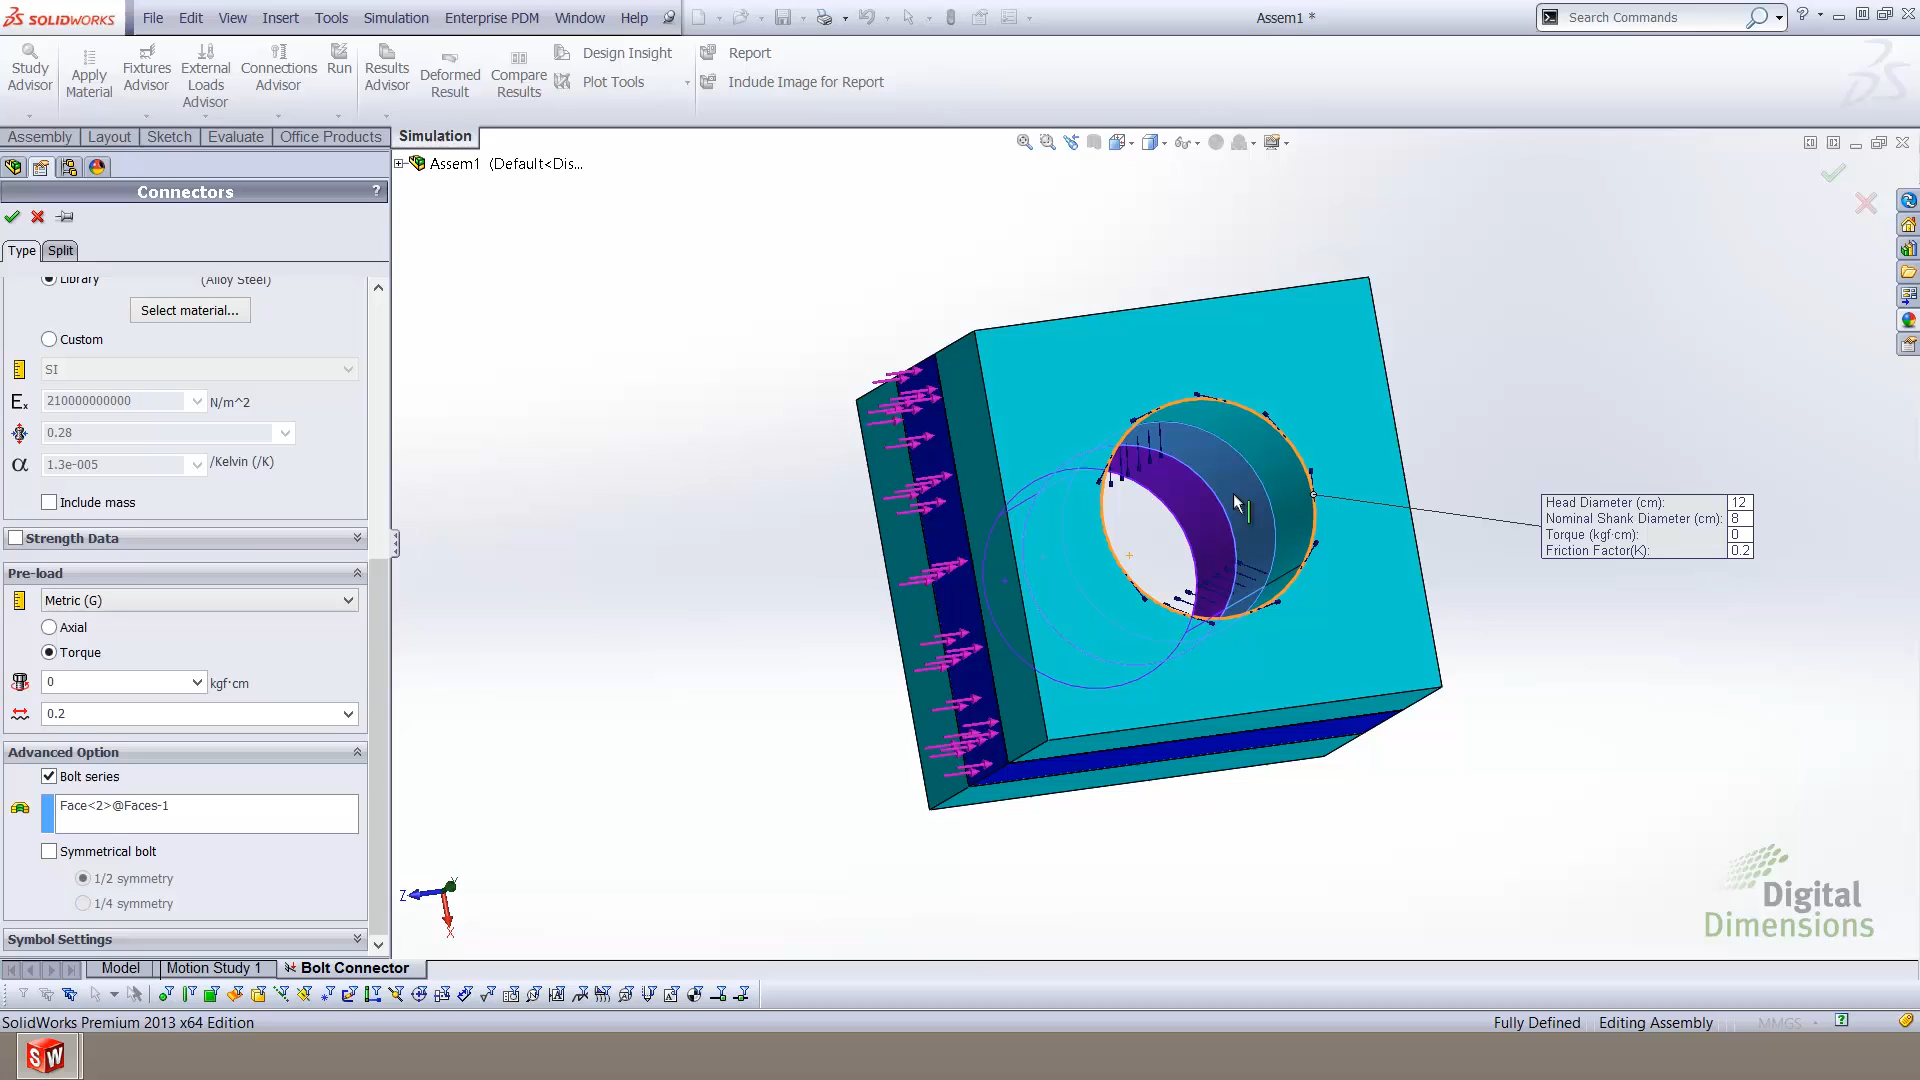 SOLIDWORKS File Edit View Insert Tools Simulation Enterprise PDM Window Help Assem1 * Search Commands ?
Study Advisor
Apply Material
Fixtures Advisor
External Loads Advisor
Connections Advisor
Run
Results Advisor
Deformed Result
Compare Results
Design Insight
Plot Tools
Report
Include Image for Report
Assembly Layout Sketch Evaluate Office Products Simulation
Assem1 (Default<Dis...
Connectors ?
Type Split
Library (Alloy Steel)
Select material...
Custom
SI
Ex 210000000000 N/m^2
0.28
α 1.3e-005 /Kelvin (/K)
Include mass
Strength Data
Pre-load
Metric (G)
Axial
Torque
0 kgf·cm
0.2
Advanced Option
Bolt series
Face<2>@Faces-1
Symmetrical bolt
1/2 symmetry
1/4 symmetry
Symbol Settings
Head Diameter (cm): 12
Nominal Shank Diameter (cm): 8
Torque (kgf·cm): 0
Friction Factor(K): 0.2
Y
Z
X
Digital
Dimensions
Model Motion Study 1 Bolt Connector
SolidWorks Premium 2013 x64 Edition Fully Defined Editing Assembly MMGS ?
SW